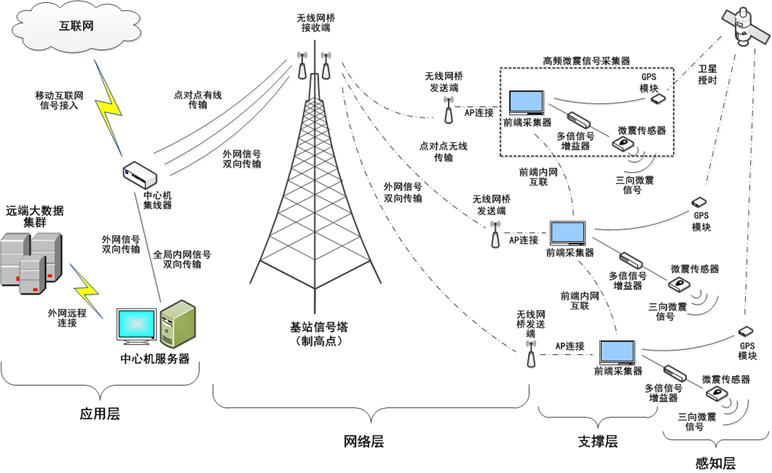 互联网
移动互联网
信号接入
中心机
集线器
远端大数据
集群
外网信号
双向传输
全局内网信号
双向传输
外网远程
连接
中心机服务器
应用层
无线网桥
接收端
点对点有线
传输
外网信号
双向传输
基站信号塔
(制高点)
点对点无线
传输
外网信号
双向传输
网络层
高频微震信号采集器
无线网桥
发送端
AP连接
前端采集器
GPS
模块
卫星
授时
多倍信号
增益器
微震传感器
三向微震
信号
前端内网
互联
无线网桥
发送端
AP连接
前端采集器
GPS
模块
多倍信号
增益器
微震传感器
三向微震
信号
前端内网
互联
无线网
桥发送
端
AP连接
前端采集器
GPS
模块
多倍信号
增益器
微震传感器
三向微震
信号
支撑层
感知层